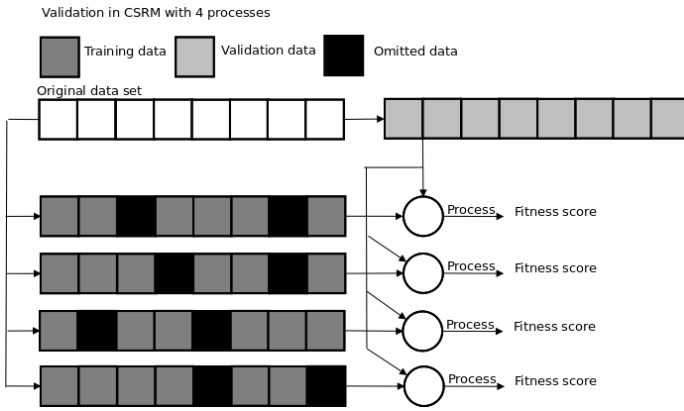 Validation in CSRM with 4 processes
Training data
Validation data
Omitted data
Original data set
Process
Fitness score
Process
Fitness score
Process
Fitness score
Process
Fitness score